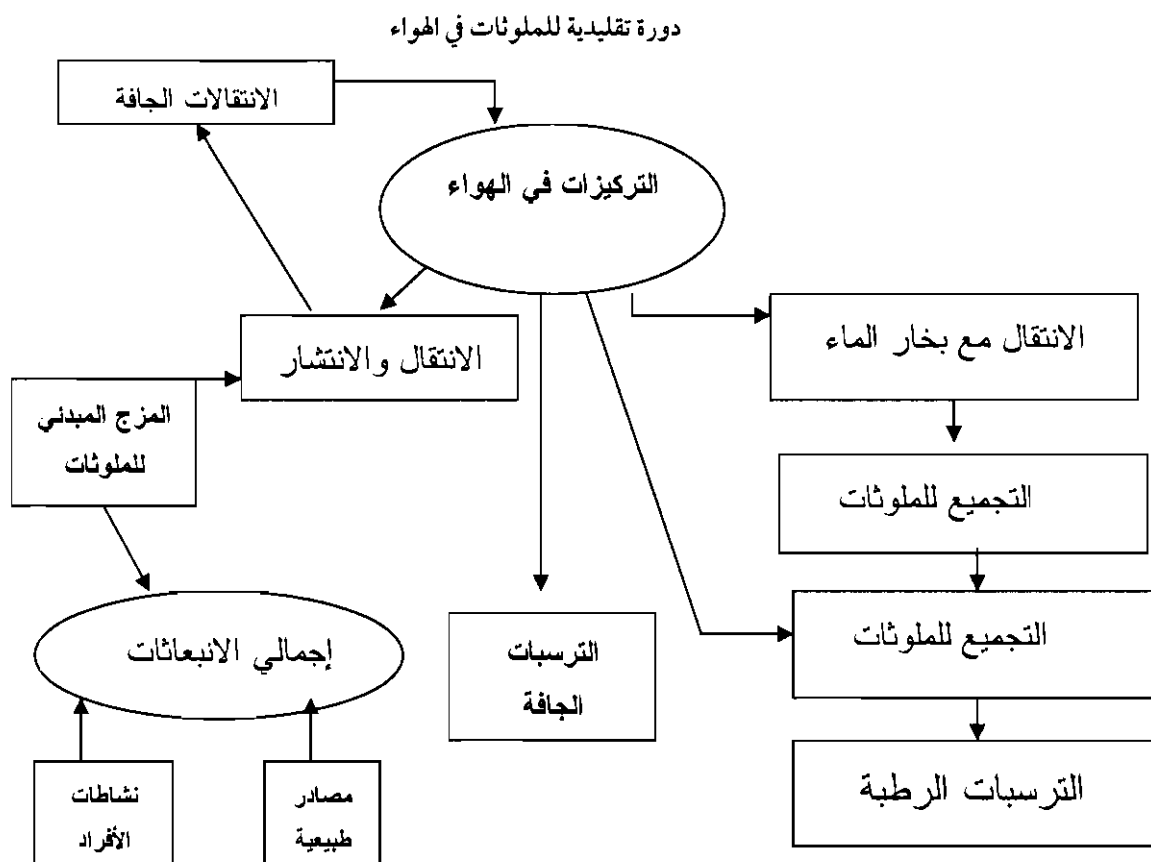 دورة تقليدية للملوثات في الهواء
الانتقالات الجافة
التركيزات في الهواء
الانتقال مع بخار الماء
الانتقال والانتشار
المزج المبدئي
للملوثات
التجميع للملوثات
التجميع للملوثات
إجمالي الانبعاثات
الترسبات
الجافة
الترسبات الرطبة
مصادر
طبيعية
نشاطات
الأفراد